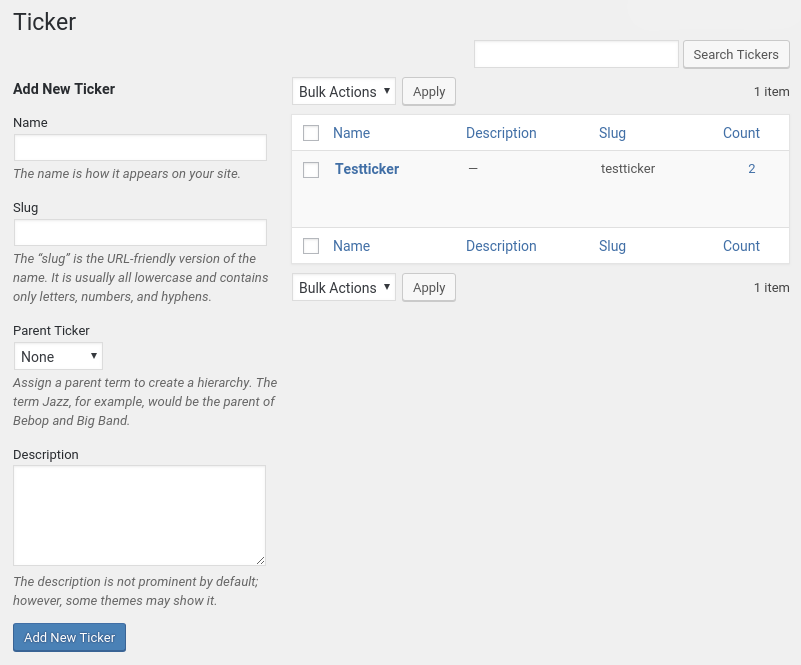 Ticker
Search Tickers
Add New Ticker
Name
The name is how it appears on your site.
Slug
The “slug” is the URL-friendly version of the
name. It is usually all lowercase and contains
only letters, numbers, and hyphens.
Parent Ticker
None
Assign a parent term to create a hierarchy. The
term Jazz, for example, would be the parent of
Bebop and Big Band.
Description
The description is not prominent by default;
however, some themes may show it.
Add New Ticker
Bulk Actions Apply 1 item
Name Description Slug Count
Testticker — testticker 2
Name Description Slug Count
Bulk Actions Apply 1 item